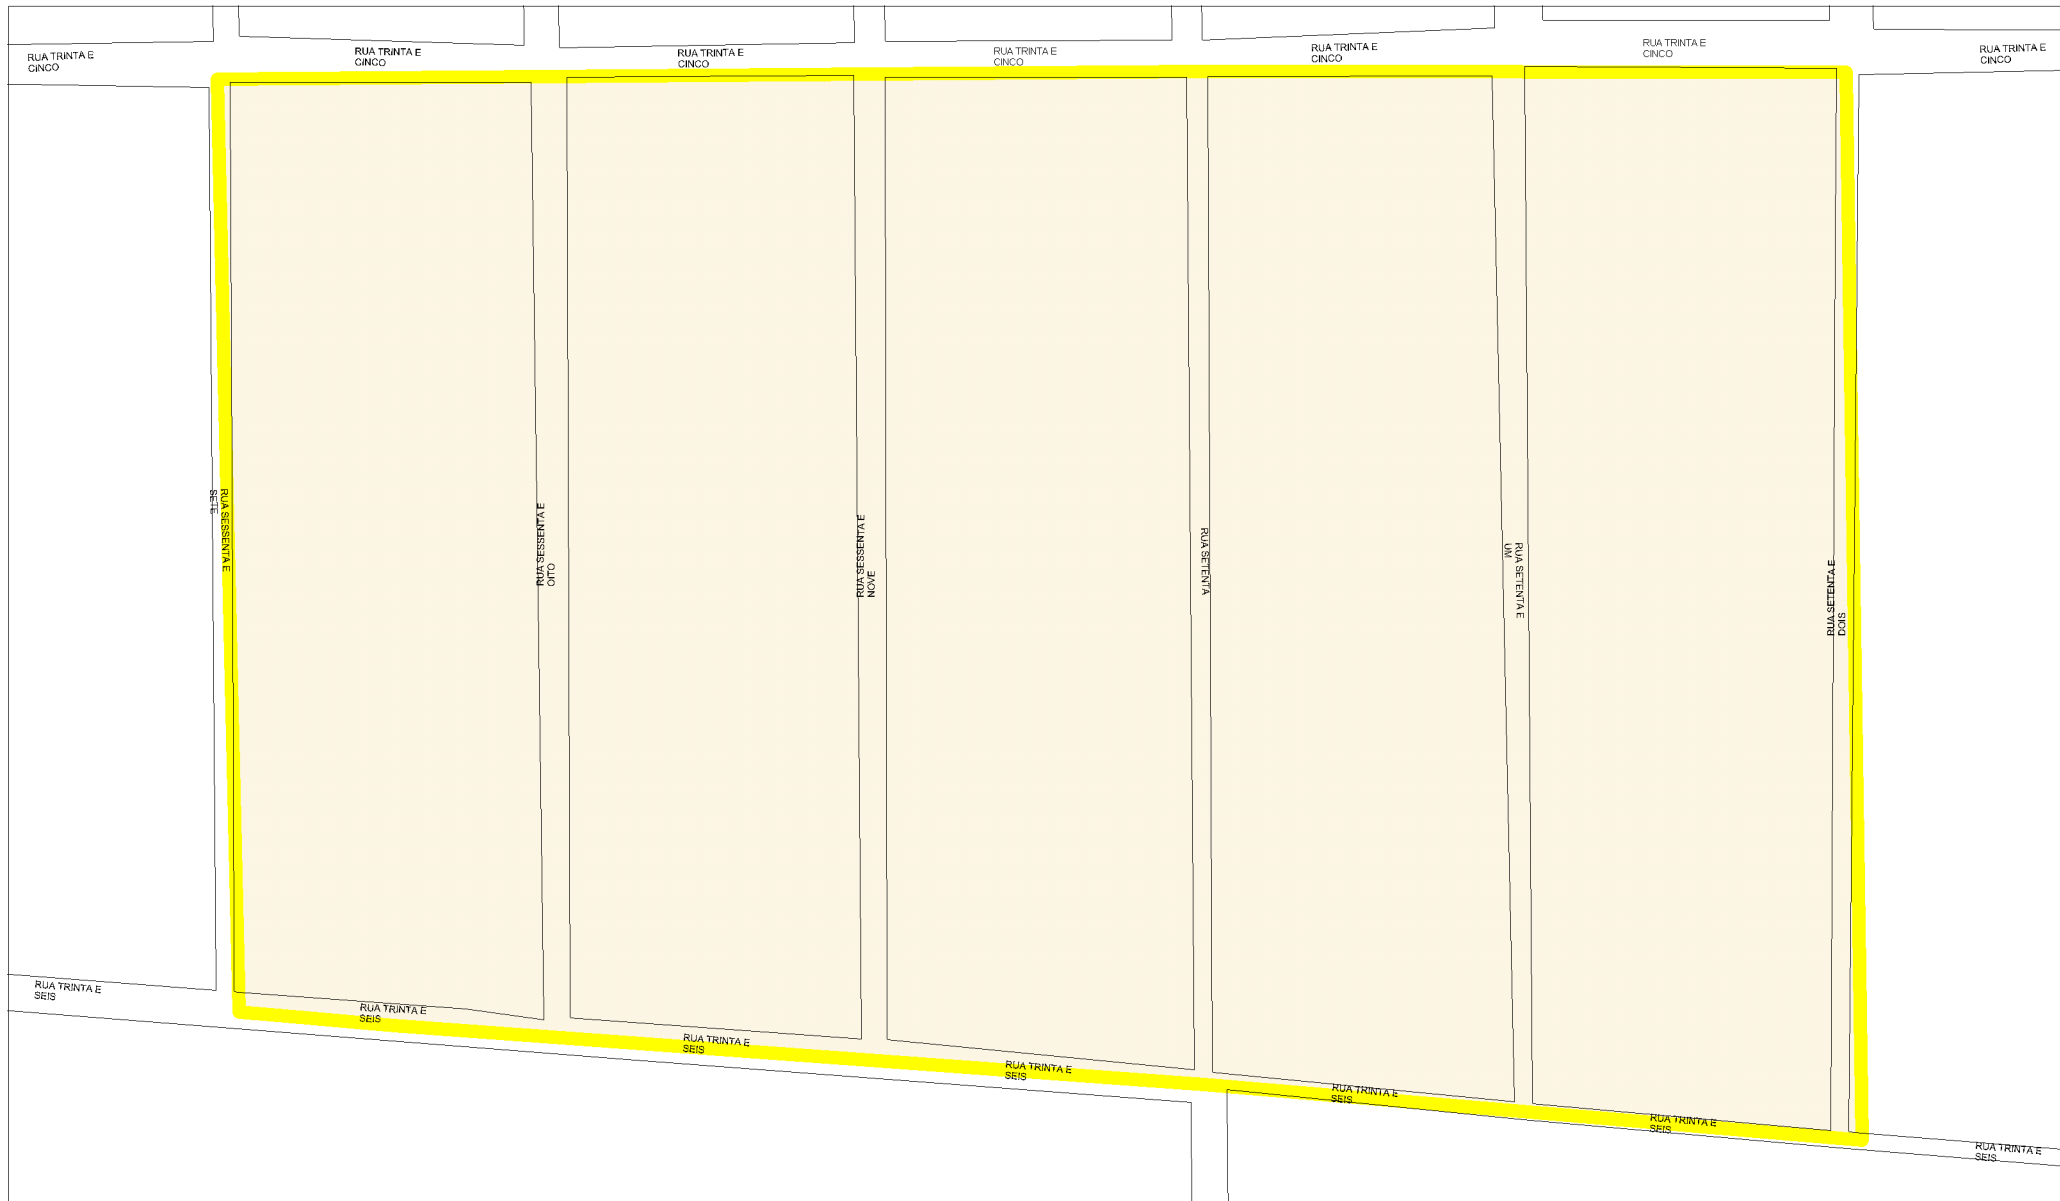 RUA TRINTA E
CINCO
RUA TRINTA E
CINCO
RUA TRINTA E
CINCO
RUA TRINTA E
CINCO
RUA TRINTA E
CINCO
RUA TRINTA E
CINCO
RUA TRINTA E
CINCO
RUA SESSENTA E
SETE
RUA SESSENTA E
OITO
RUA SESSENTA E
NOVE
RUA SETENTA
RUA SETENTA E
UM
RUA SETENTA E
DOIS
RUA TRINTA E
SEIS
RUA TRINTA E
SEIS
RUA TRINTA E
SEIS
RUA TRINTA E
SEIS
RUA TRINTA E
SEIS
RUA TRINTA E
SEIS
RUA TRINTA E
SEIS